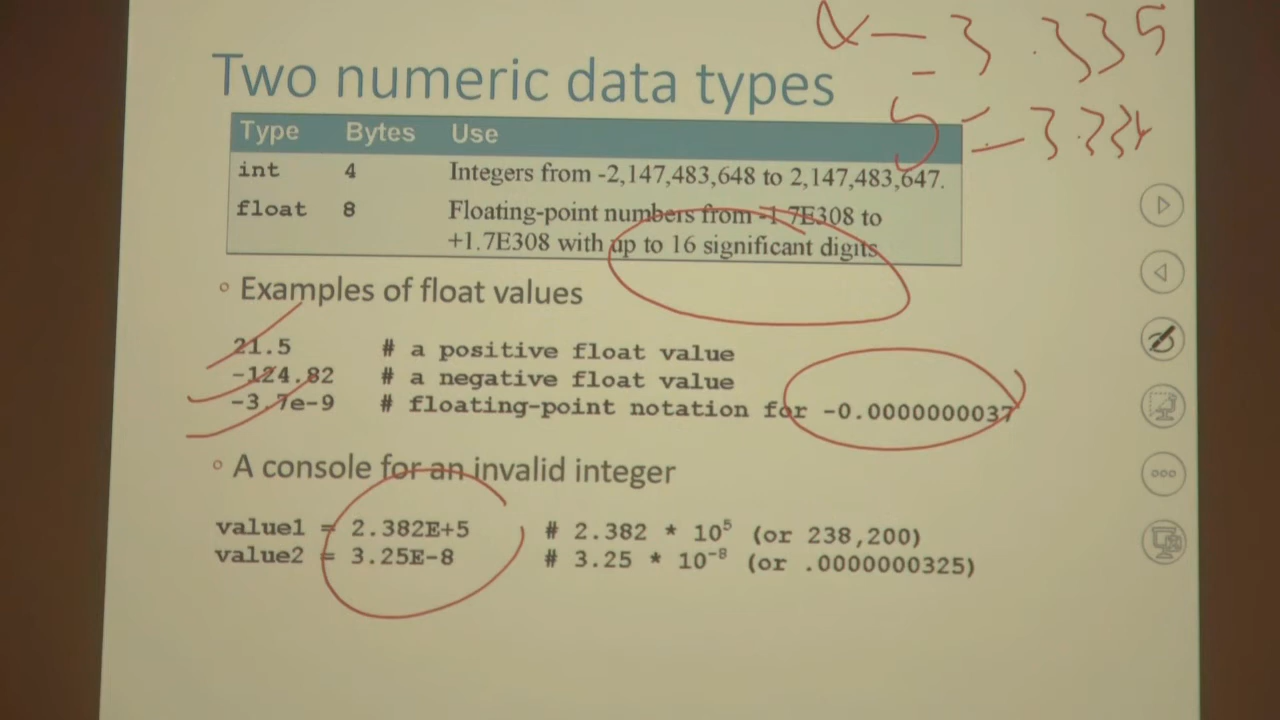 Two numeric data types
Type Bytes Use
int 4 Integers from -2,147,483,648 to 2,147,483,647.
float 8 Floating-point numbers from -1.7E308 to
+1.7E308 with up to 16 significant digits
◦ Examples of float values
21.5 # a positive float value
-124.82 # a negative float value
-3.7e-9 # floating-point notation for -0.0000000037
◦ A console for an invalid integer
value1 = 2.382E+5 # 2.382 * 10⁵ (or 238,200)
value2 = 3.25E-8 # 3.25 * 10⁻⁸ (or .0000000325)
3.335